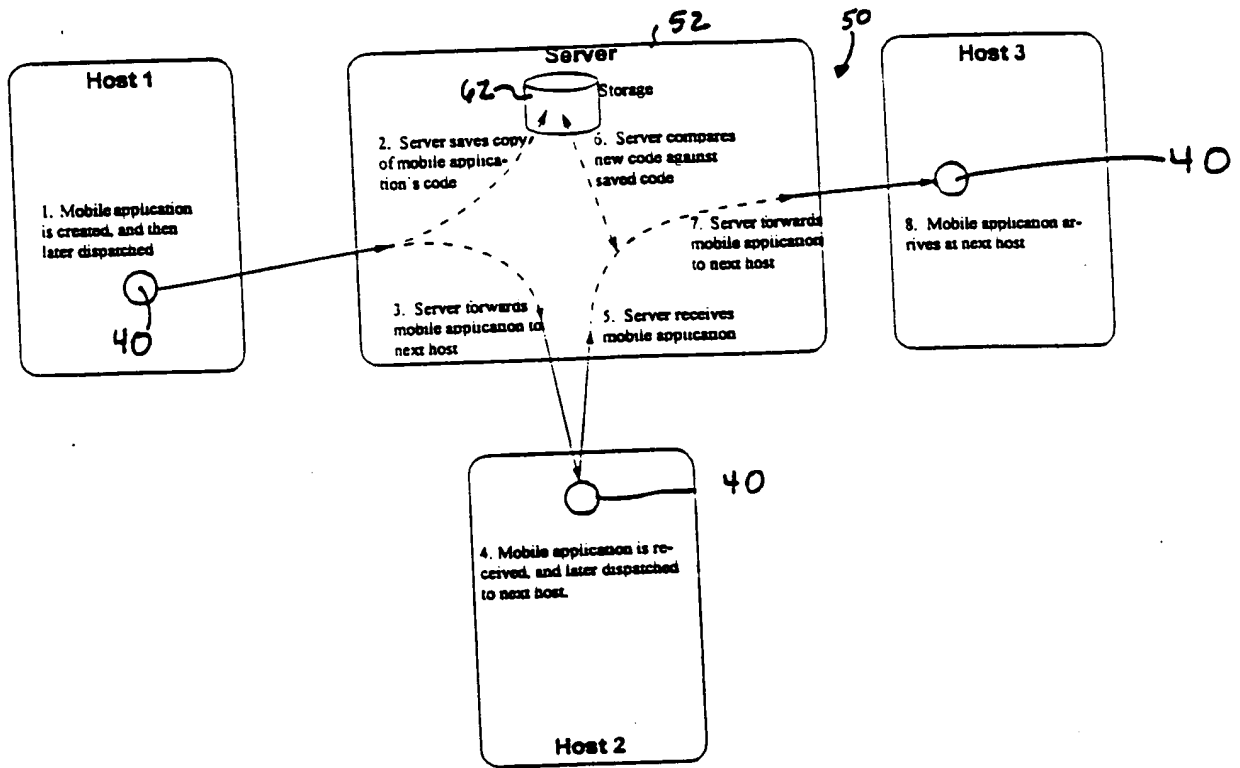 52
50
Host 1
Server
Host 3
62
Storage
2. Server saves copy
of mobile applica-
tion's code
6. Server compares
new code against
saved code
40
1. Mobile application
is created, and then
later dispatched
7. Server forwards
mobile application
to next host
8. Mobile application ar-
rives at next host
3. Server forwards
mobile application to
next host
5. Server receives
mobile application
40
40
4. Mobile application is re-
ceived, and later dispatched
to next host.
Host 2